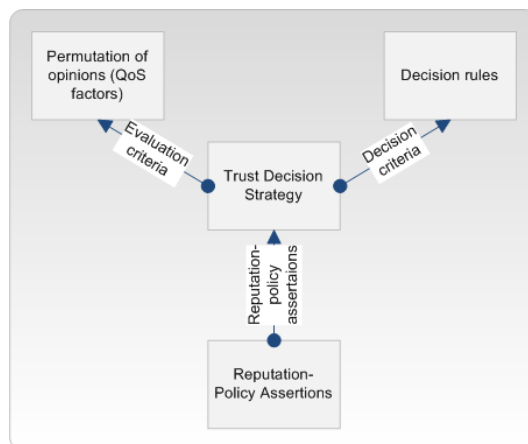 Permutation of
opinions (QoS
factors)
Decision rules
Evaluation
criteria
Decision
criteria
Trust Decision
Strategy
Reputation-
policy
assertaions
Reputation-
Policy Assertions